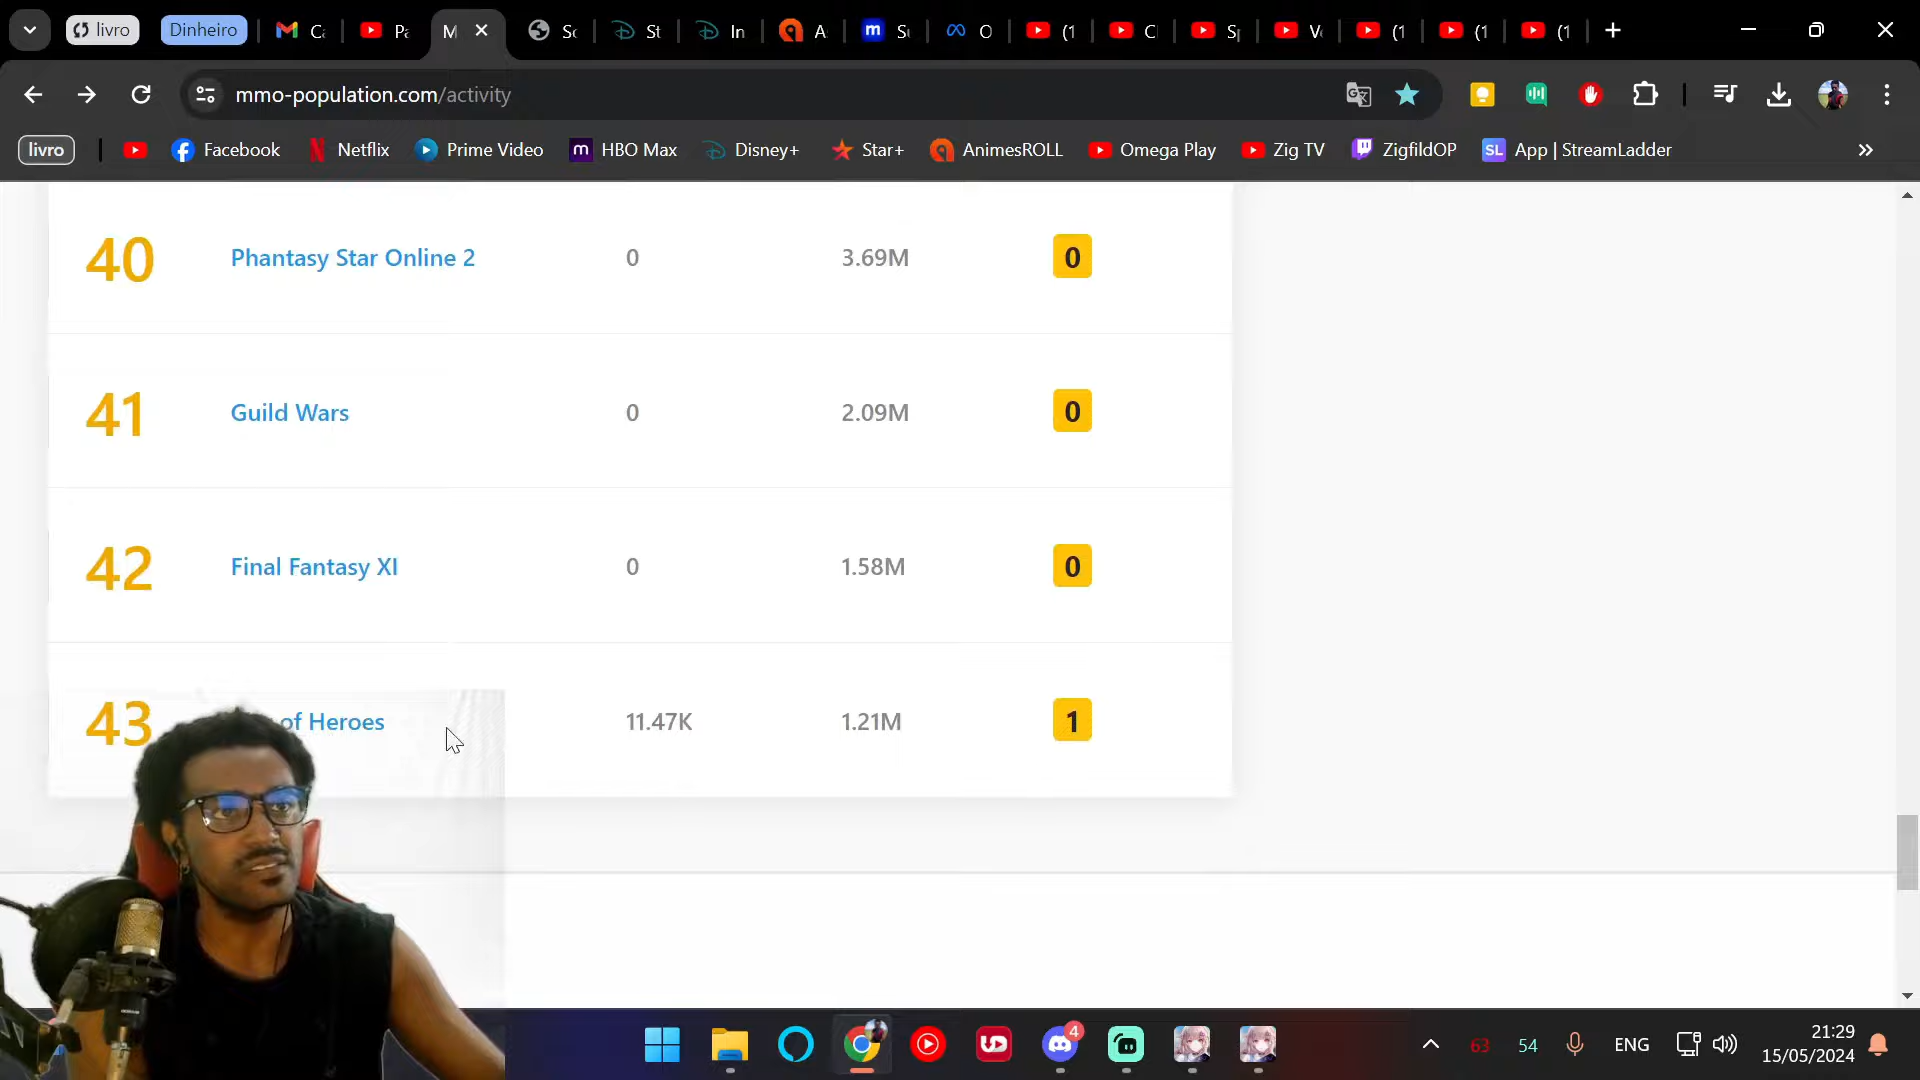 livro
Dinheiro
mmo-population.com/activity
livro
Facebook
Netflix
Prime Video
HBO Max
Disney+
Star+
AnimesROLL
Omega Play
Zig TV
ZigfildOP
App | StreamLadder
40 Phantasy Star Online 2 0 3.69M 0
41 Guild Wars 0 2.09M 0
42 Final Fantasy XI 0 1.58M 0
43 of Heroes 11.47K 1.21M 1
4
63
54
ENG
21:29
15/05/2024